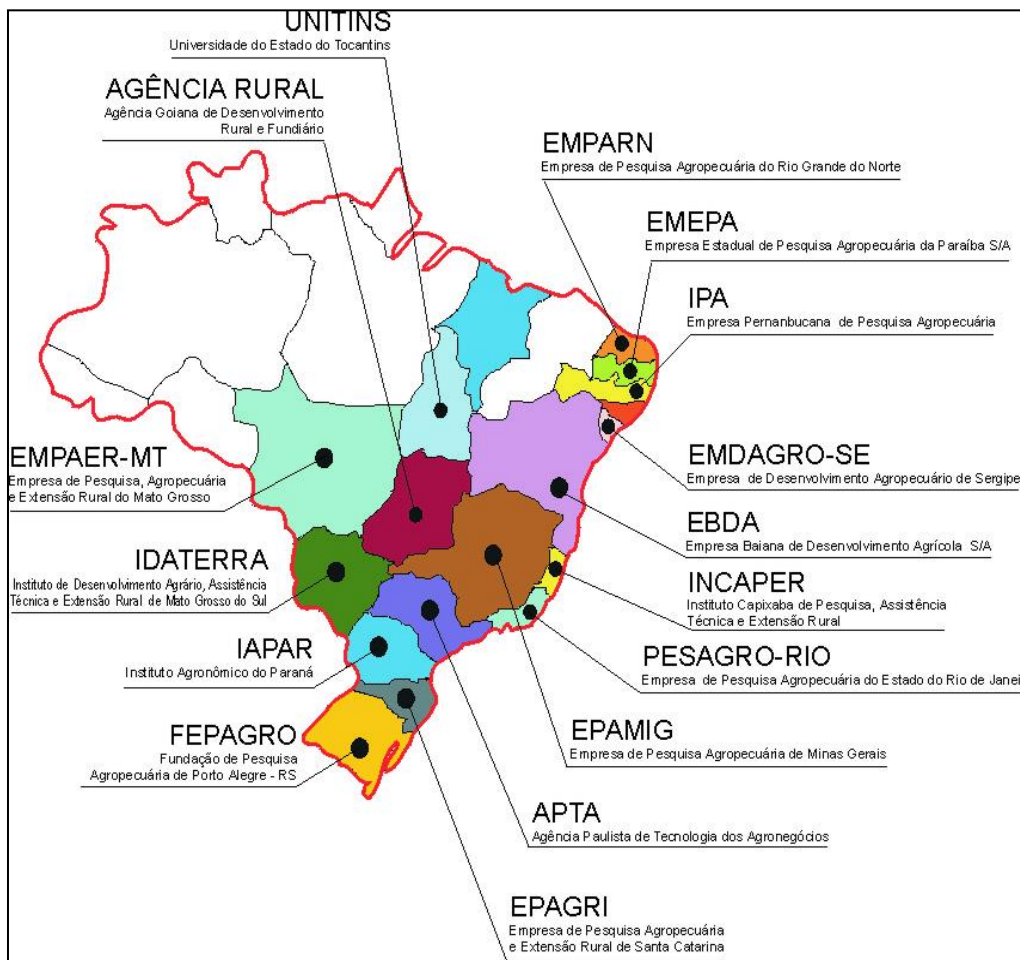 UNITINS
Universidade do Estado do Tocantins
AGÊNCIA RURAL
Agência Goiana de Desenvolvimento
Rural e Fundiário
EMPARN
Empresa de Pesquisa Agropecuária do Rio Grande do Norte
EMEPA
Empresa Estadual de Pesquisa Agropecuária da Paraíba S/A
IPA
Empresa Pernanbucana de Pesquisa Agropecuária
EMPAER-MT
Empresa de Pesquisa, Agropecuária
e Extensão Rural do Mato Grosso
EMDAGRO-SE
Empresa de Desenvolvimento Agropecuário de Sergipe
EBDA
Empresa Baiana de Desenvolvimento Agrícola S/A
IDATERRA
Instituto de Desenvolvimento Agrário, Assistência
Técnica e Extensão Rural de Mato Grosso do Sul
INCAPER
Instituto Capixaba de Pesquisa, Assistência
Técnica e Extensão Rural
IAPAR
Instituto Agronômico do Paraná
PESAGRO-RIO
Empresa de Pesquisa Agropecuária do Estado do Rio de Janei
FEPAGRO
Fundação de Pesquisa
Agropecuária de Porto Alegre - RS
EPAMIG
Empresa de Pesquisa Agropecuária de Minas Gerais
APTA
Agência Paulista de Tecnologia dos Agronegócios
EPAGRI
Empresa de Pesquisa Agropecuária
e Extensão Rural de Santa Catarina